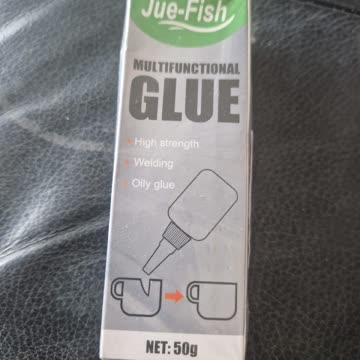 Jue-Fish
MULTIFUNCTIONAL
GLUE
High strength
Welding
Oily glue
NET: 50g